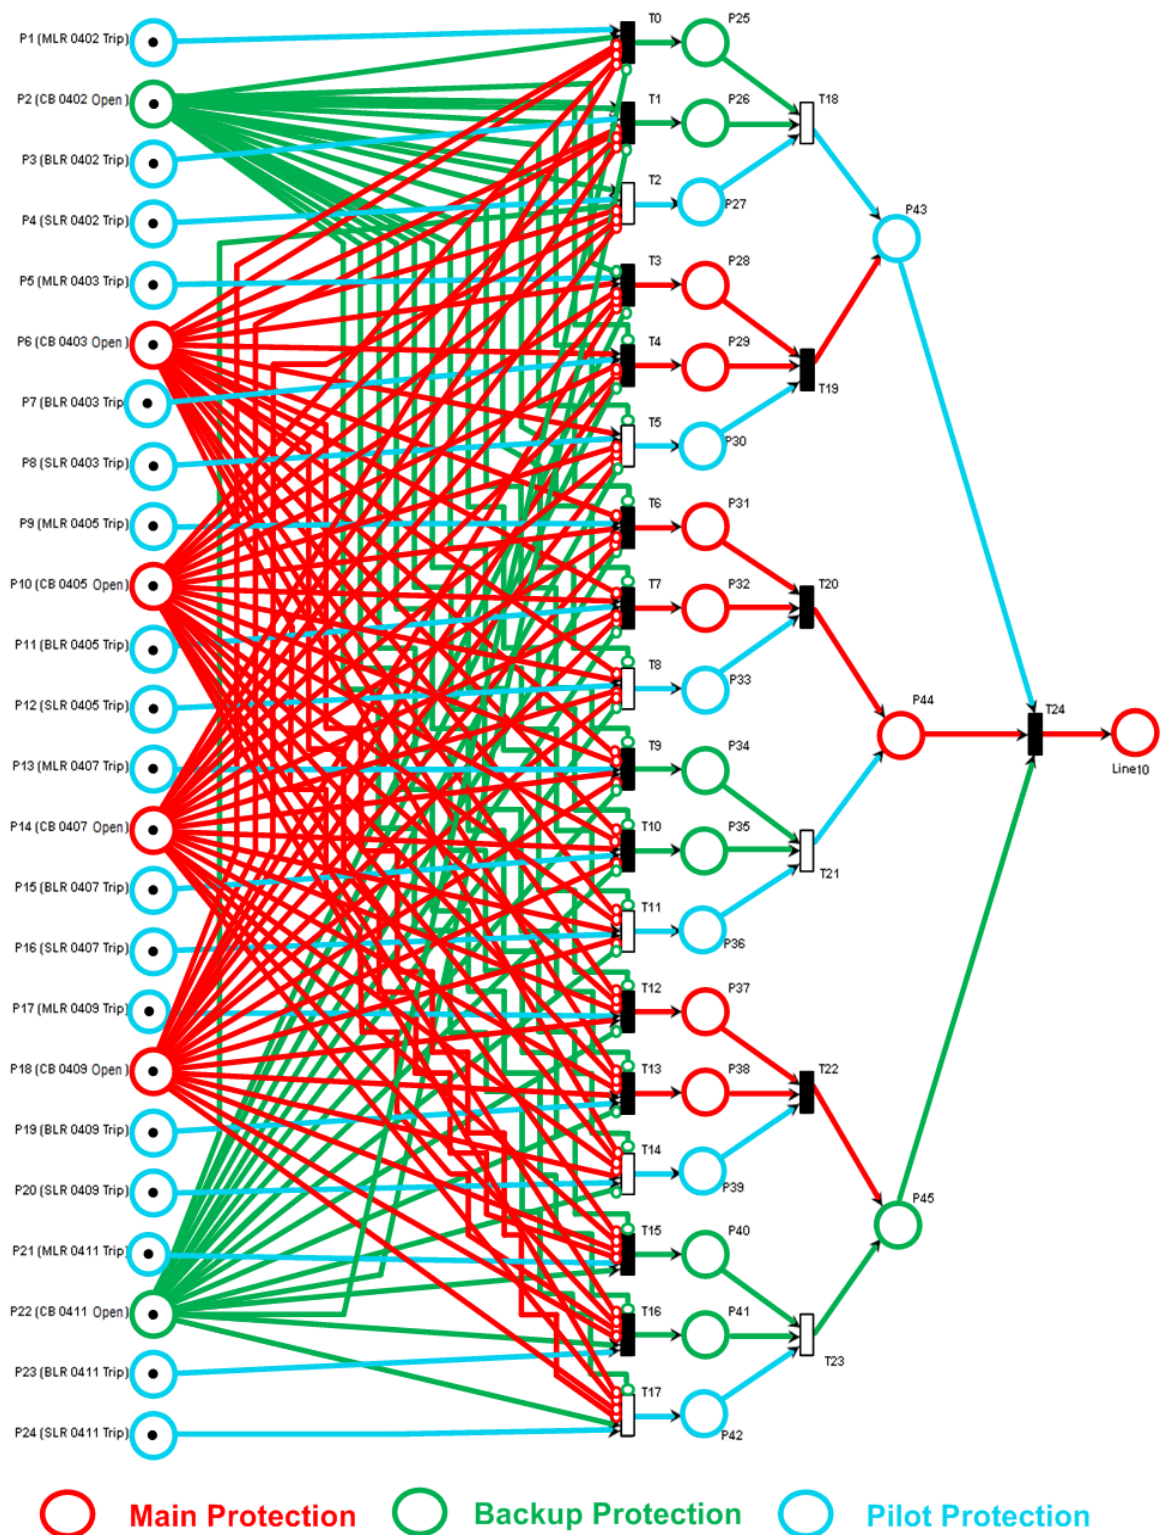 P1 (MLR 0402 Trip)
P2 (CB 0402 Open )
P3 (BLR 0402 Trip)
P4 (SLR 0402 Trip)
P5 (MLR 0403 Trip)
P6 (CB 0403 Open)
P7 (BLR 0403 Trip)
P8 (SLR 0403 Trip)
P9 (MLR 0405 Trip)
P10 (CB 0405 Open)
P11 (BLR 0405 Trip)
P12 (SLR 0405 Trip)
P13 (MLR 0407 Trip)
P14 (CB 0407 Open)
P15 (BLR 0407 Trip)
P16 (SLR 0407 Trip)
P17 (MLR 0409 Trip)
P18 (CB 0409 Open)
P19 (BLR 0409 Trip)
P20 (SLR 0409 Trip)
P21 (MLR 0411 Trip)
P22 (CB 0411 Open)
P23 (BLR 0411 Trip)
P24 (SLR 0411 Trip)
T0
T1
T2
T3
T4
T5
T6
T7
T8
T9
T10
T11
T12
T13
T14
T15
T16
T17
P25
P26
P27
P28
P29
P30
P31
P32
P33
P34
P35
P36
P37
P38
P39
P40
P41
P42
T18
T19
T20
T21
T22
T23
P43
P44
P45
T24
Line10
Main Protection
Backup Protection
Pilot Protection